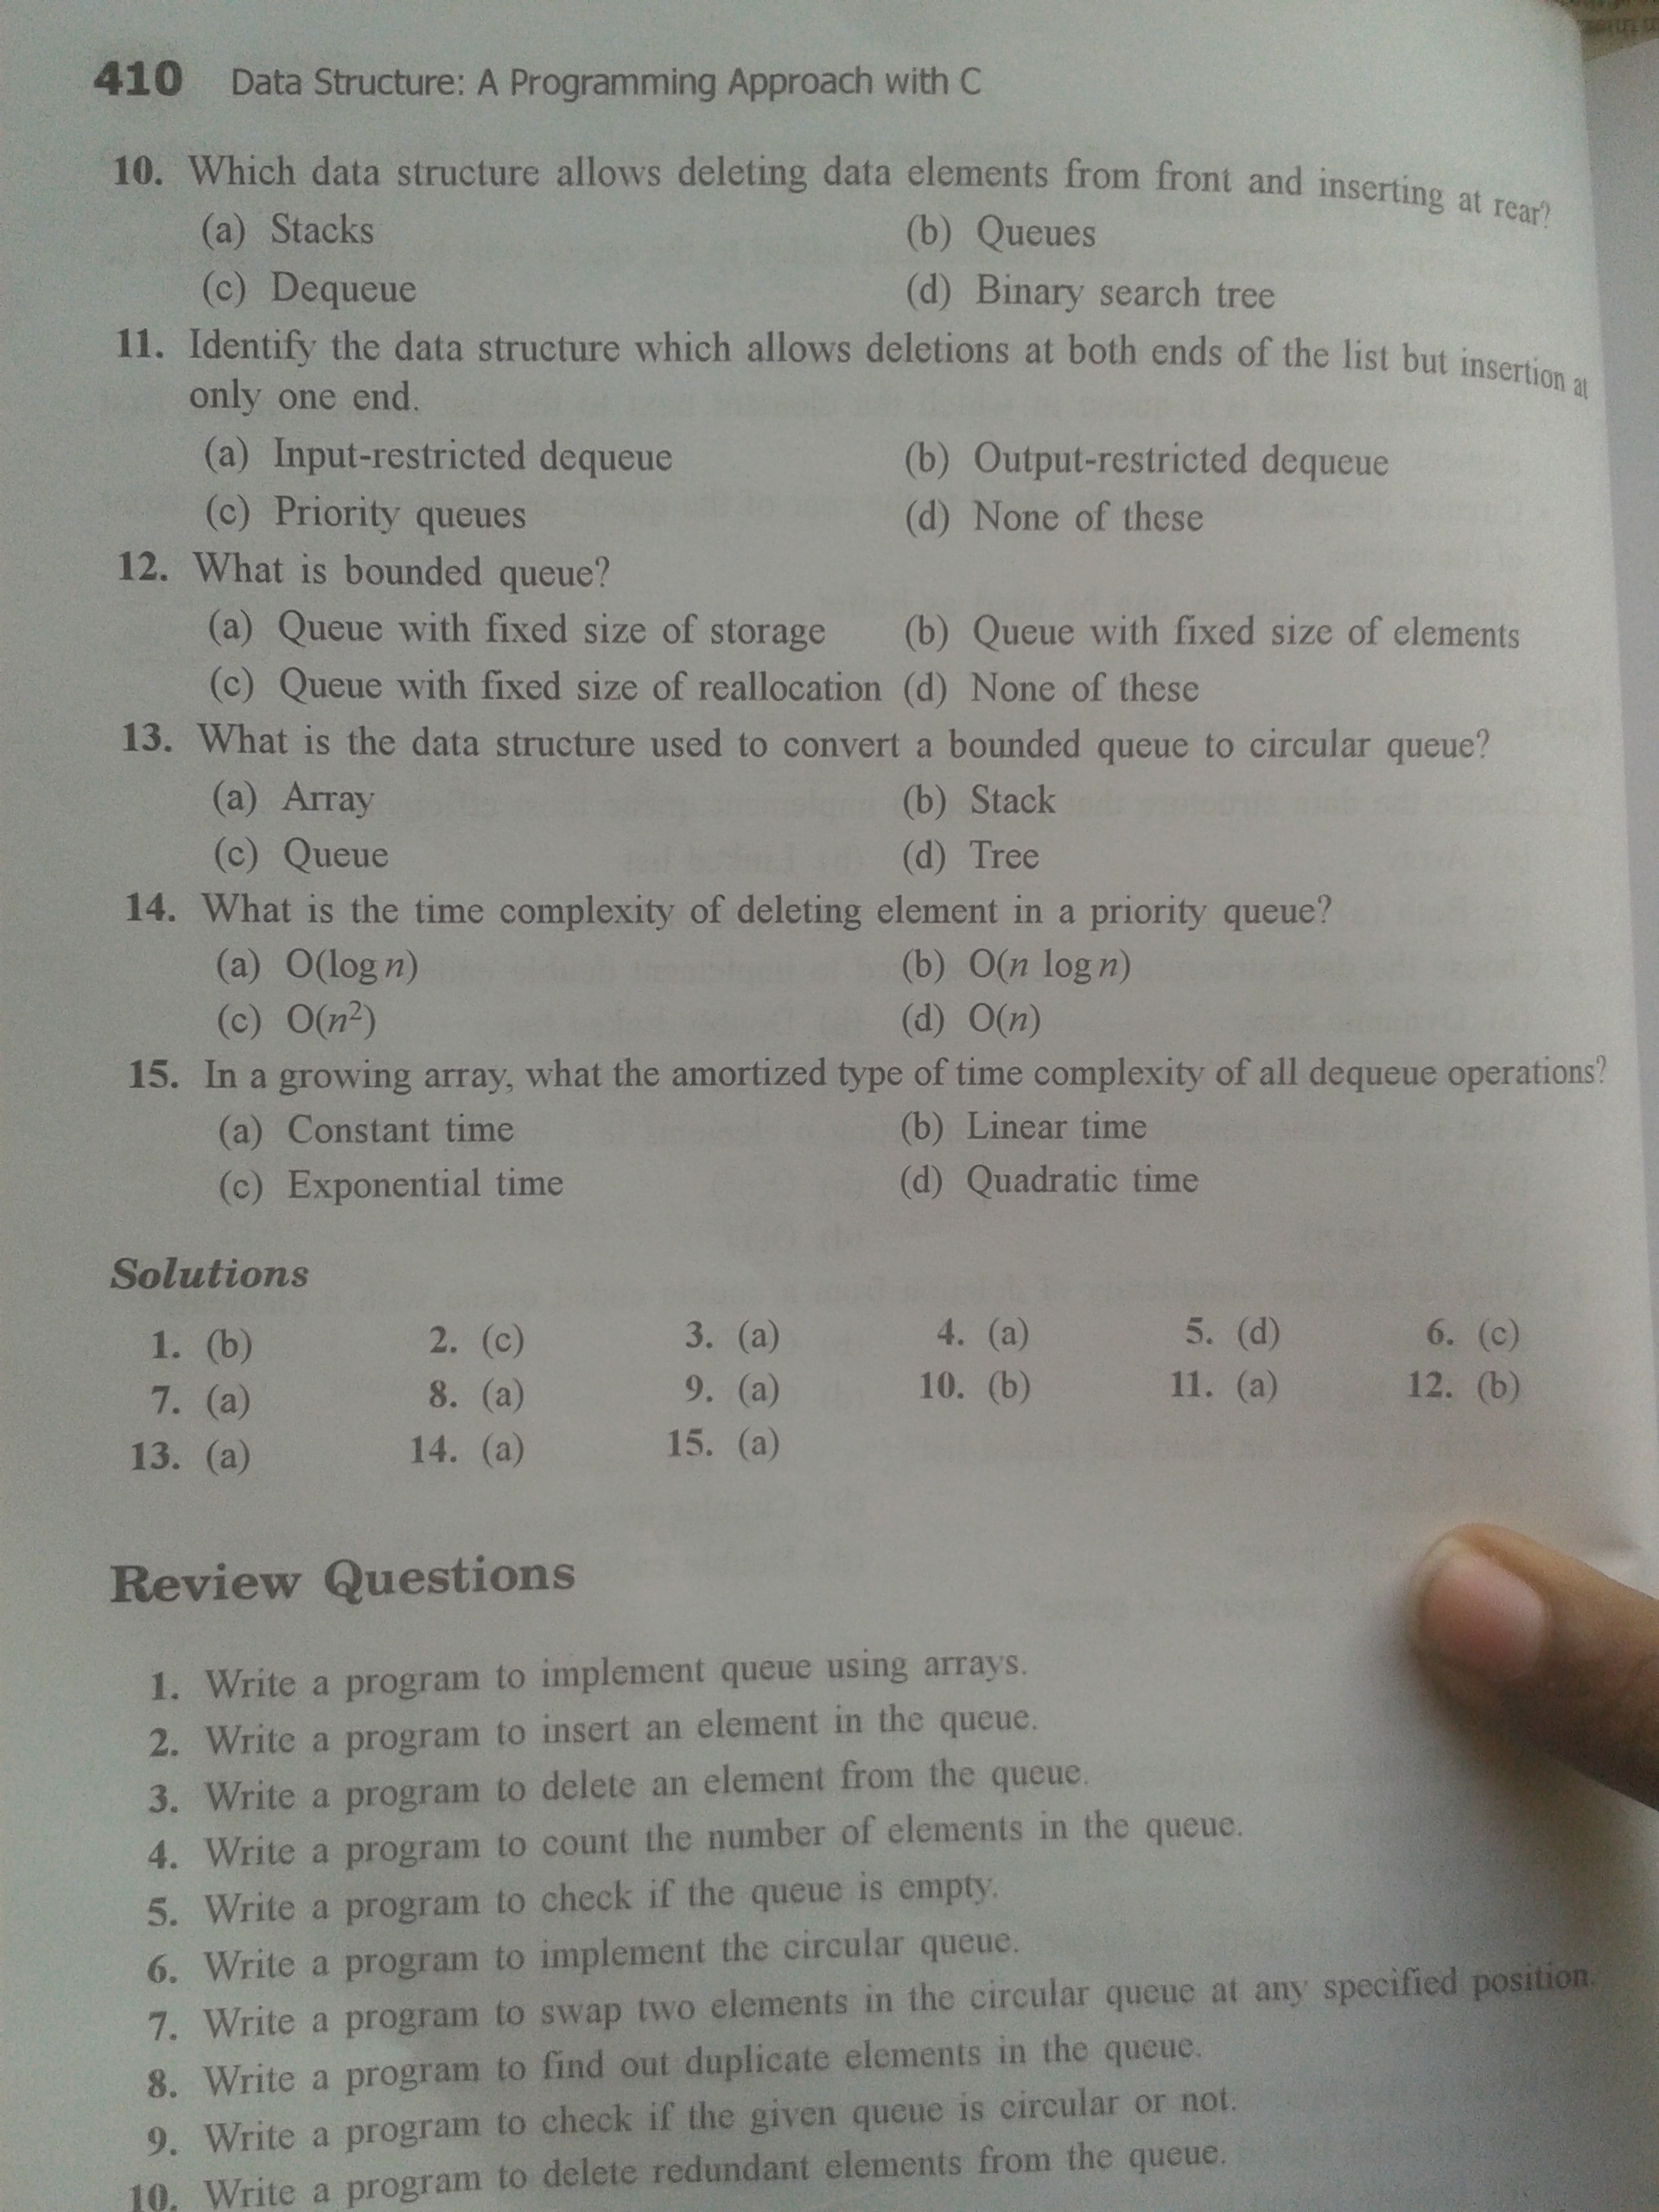 410 Data Structure: A Programming Approach with C
10. Which data structure allows deleting data elements from front and inserting at rear?
(a) Stacks (b) Queues
(c) Dequeue (d) Binary search tree
11. Identify the data structure which allows deletions at both ends of the list but insertion at
only one end.
(a) Input-restricted dequeue (b) Output-restricted dequeue
(c) Priority queues (d) None of these
12. What is bounded queue?
(a) Queue with fixed size of storage (b) Queue with fixed size of elements
(c) Queue with fixed size of reallocation (d) None of these
13. What is the data structure used to convert a bounded queue to circular queue?
(a) Array (b) Stack
(c) Queue (d) Tree
14. What is the time complexity of deleting element in a priority queue?
(a) O(log n) (b) O(n log n)
(c) O(n²) (d) O(n)
15. In a growing array, what the amortized type of time complexity of all dequeue operations?
(a) Constant time (b) Linear time
(c) Exponential time (d) Quadratic time
Solutions
1. (b) 2. (c) 3. (a) 4. (a) 5. (d) 6. (c)
7. (a) 8. (a) 9. (a) 10. (b) 11. (a) 12. (b)
13. (a) 14. (a) 15. (a)
Review Questions
1. Write a program to implement queue using arrays.
2. Write a program to insert an element in the queue.
3. Write a program to delete an element from the queue.
4. Write a program to count the number of elements in the queue.
5. Write a program to check if the queue is empty.
6. Write a program to implement the circular queue.
7. Write a program to swap two elements in the circular queue at any specified position.
8. Write a program to find out duplicate elements in the queue.
9. Write a program to check if the given queue is circular or not.
10. Write a program to delete redundant elements from the queue.